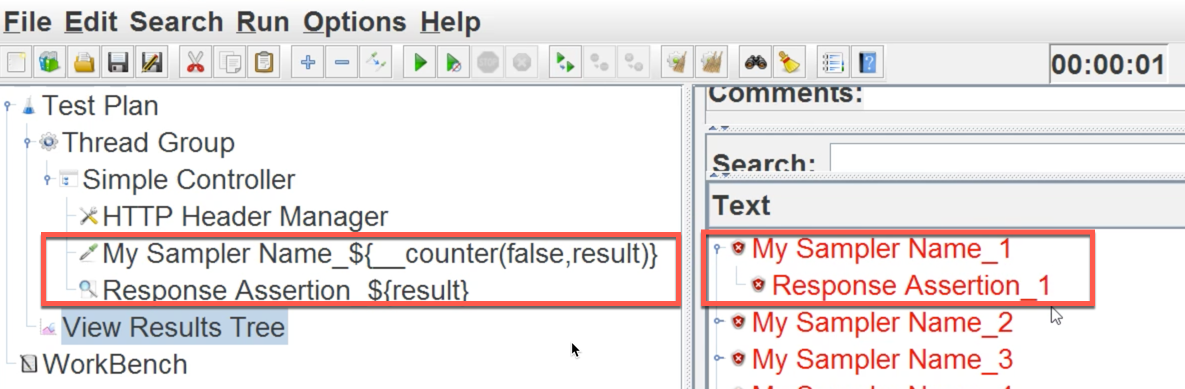 File Edit Search Run Options Help
00:00:01
Test Plan
Thread Group
Simple Controller
HTTP Header Manager
My Sampler Name_${__counter(false,result)}
Response Assertion_${result}
View Results Tree
WorkBench
Comments:
Search:
Text
My Sampler Name_1
Response Assertion_1
My Sampler Name_2
My Sampler Name_3